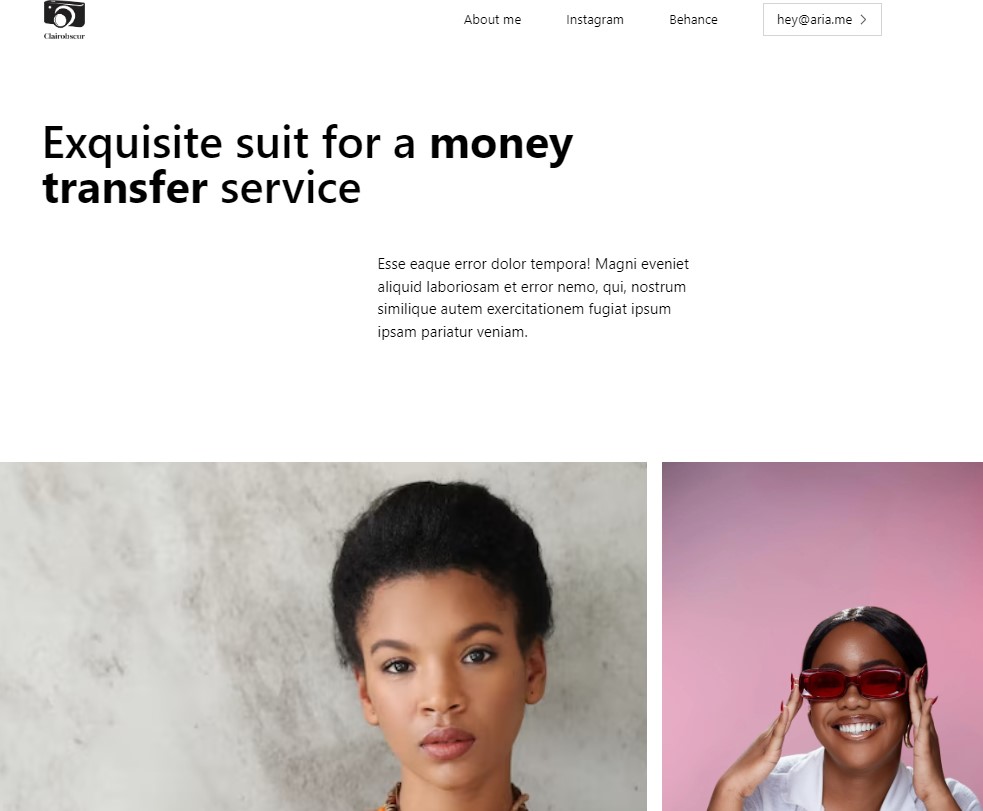 Clairobscur
About me
Instagram
Behance
hey@aria.me
Exquisite suit for a money
transfer service
Esse eaque error dolor tempora! Magni eveniet
aliquid laboriosam et error nemo, qui, nostrum
similique autem exercitationem fugiat ipsum
ipsam pariatur veniam.